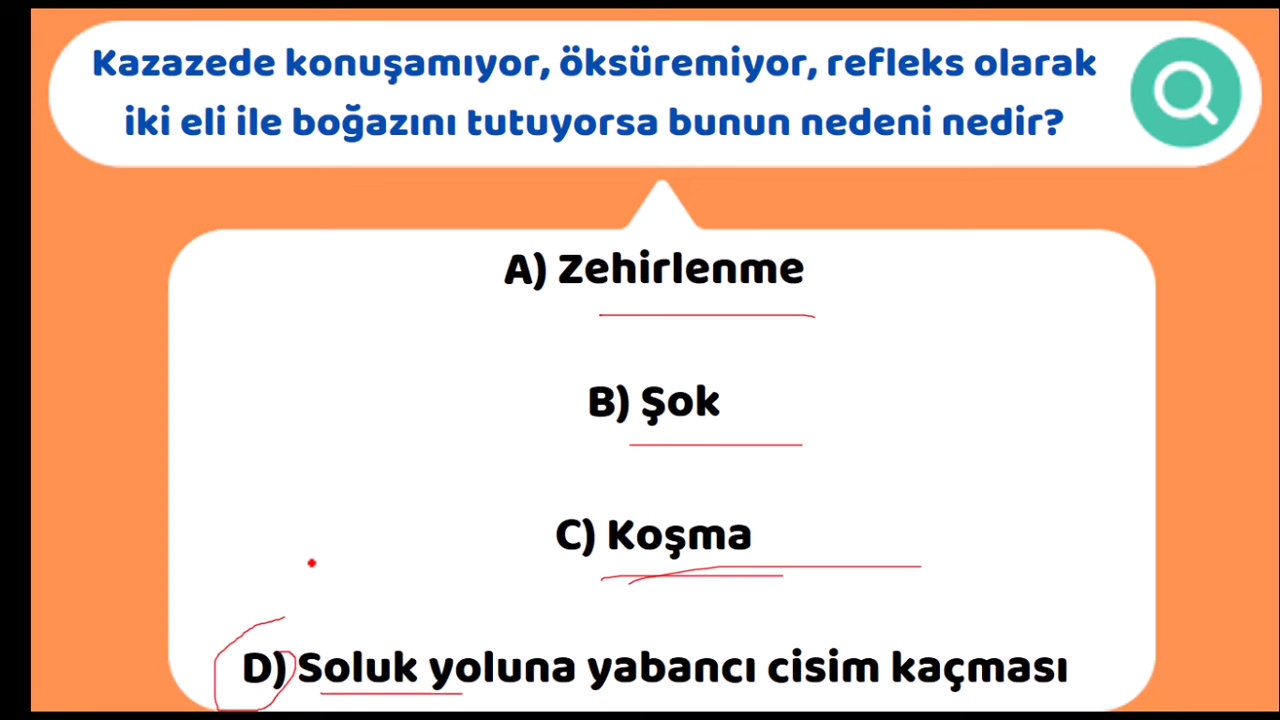 Kazazede konuşamıyor, öksüremiyor, refleks olarak
iki eli ile boğazını tutuyorsa bunun nedeni nedir?
A) Zehirlenme
B) Şok
C) Koşma
D) Soluk yoluna yabancı cisim kaçması